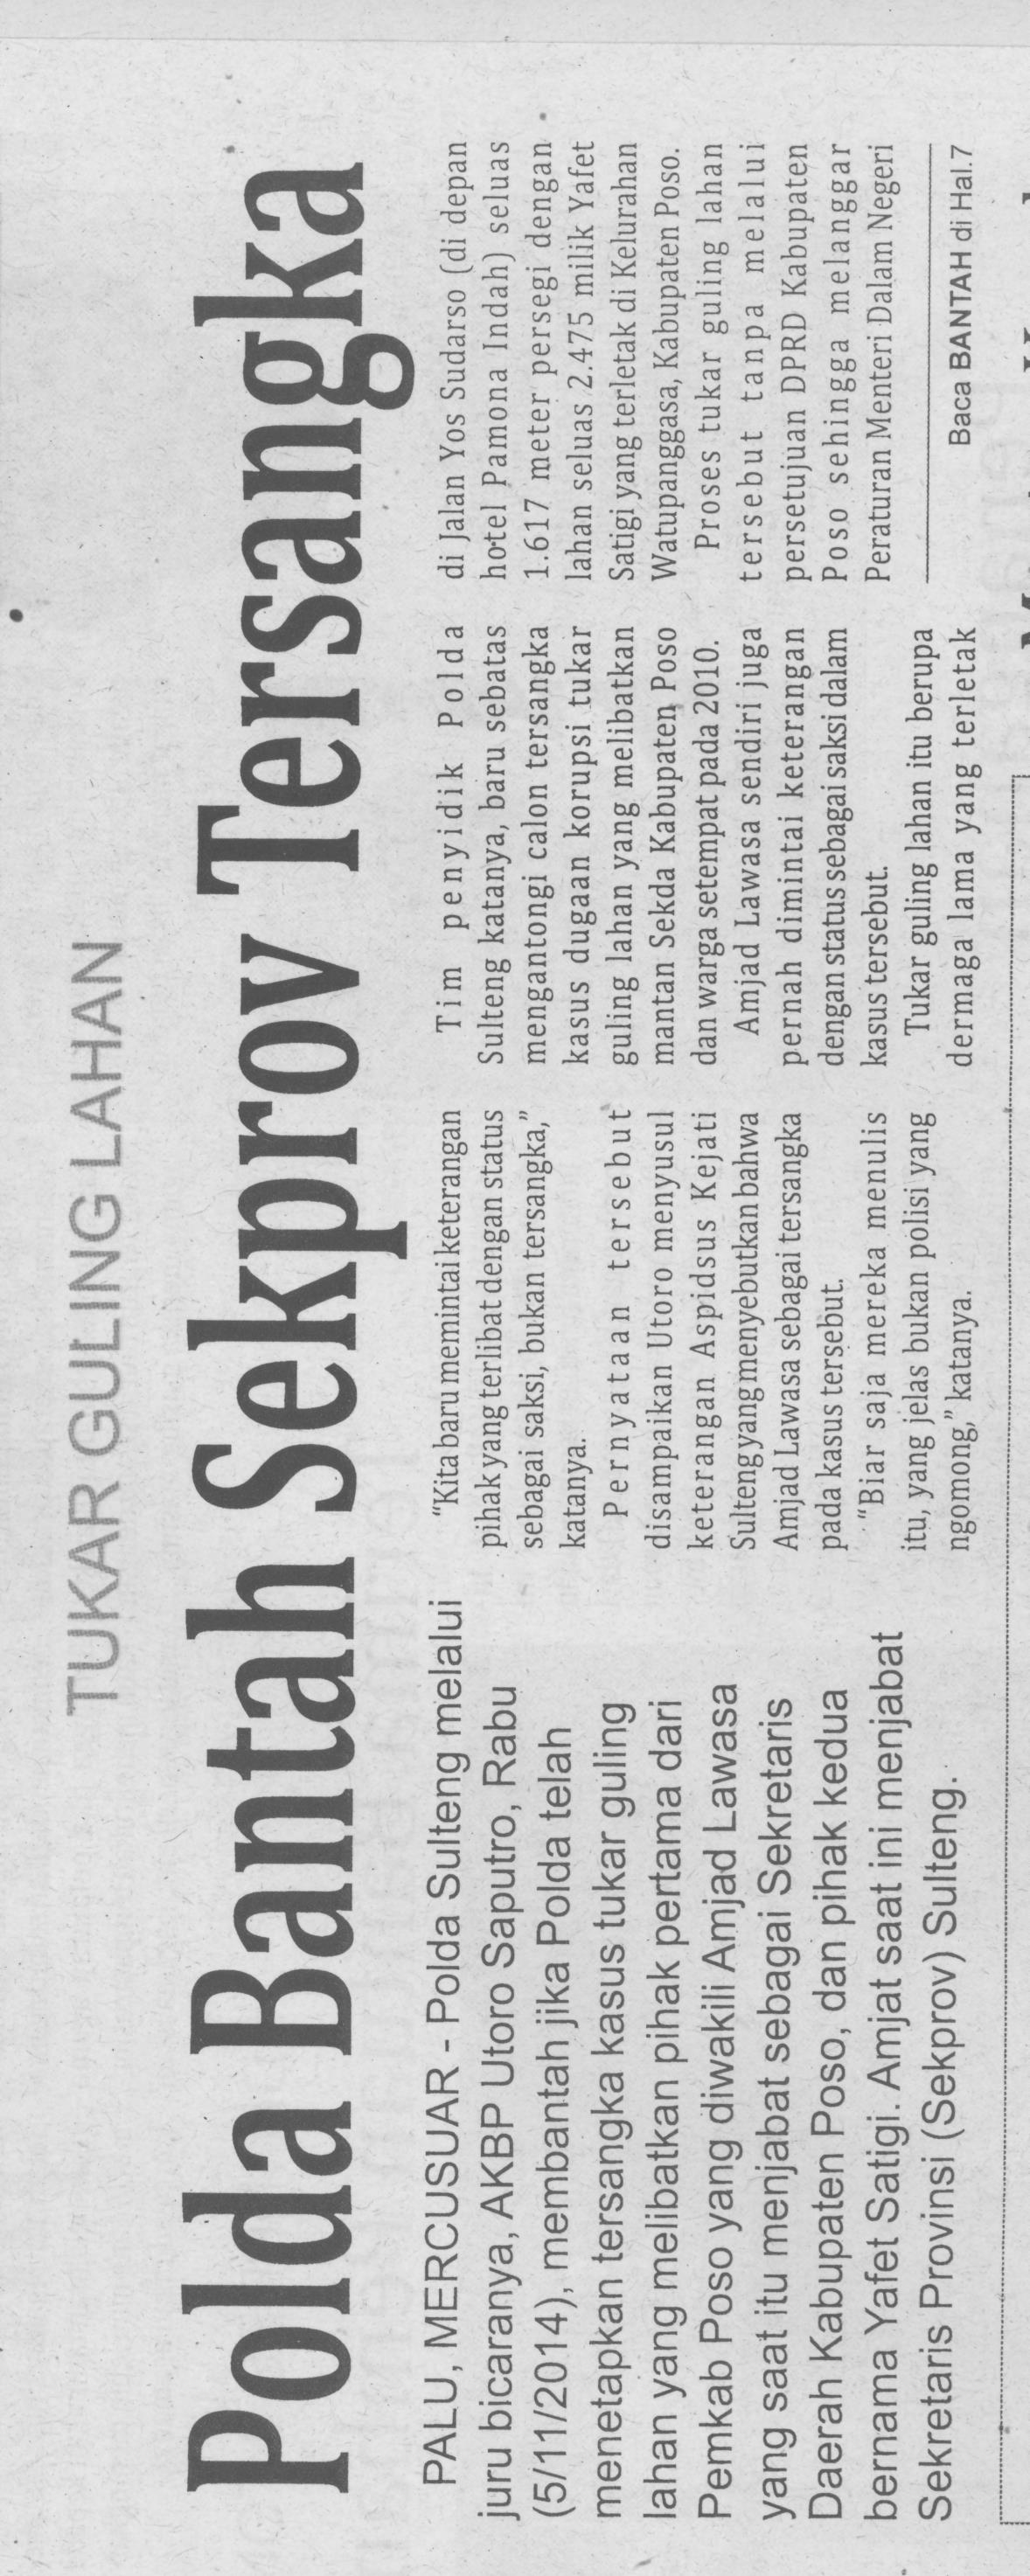 TUKAR GULING LAHAN
Polda Bantah Sekprov Tersangka
PALU, MERCUSUAR - Polda Sulteng melalui
juru bicaranya, AKBP Utoro Saputro, Rabu
(5/11/2014), membantah jika Polda telah
menetapkan tersangka kasus tukar guling
lahan yang melibatkan pihak pertama dari
Pemkab Poso yang diwakili Amjad Lawasa
yang saat itu menjabat sebagai Sekretaris
Daerah Kabupaten Poso, dan pihak kedua
bernama Yafet Satigi. Amjat saat ini menjabat
Sekretaris Provinsi (Sekprov) Sulteng.
“Kita baru memintai keterangan
pihak yang terlibat dengan status
sebagai saksi, bukan tersangka,”
katanya.
Pernyataan tersebut
disampaikan Utoro menyusul
keterangan Aspidsus Kejati
Sulteng yang menyebutkan bahwa
Amjad Lawasa sebagai tersangka
pada kasus tersebut.
“Biar saja mereka menulis
itu, yang jelas bukan polisi yang
ngomong,” katanya.
Tim penyidik Polda
Sulteng katanya, baru sebatas
mengantongi calon tersangka
kasus dugaan korupsi tukar
guling lahan yang melibatkan
mantan Sekda Kabupaten Poso
dan warga setempat pada 2010.
Amjad Lawasa sendiri juga
pernah dimintai keterangan
dengan status sebagai saksi dalam
kasus tersebut.
Tukar guling lahan itu berupa
dermaga lama yang terletak
di Jalan Yos Sudarso (di depan
hotel Pamona Indah) seluas
1.617 meter persegi dengan
lahan seluas 2.475 milik Yafet
Satigi yang terletak di Kelurahan
Watupanggasa, Kabupaten Poso.
Proses tukar guling lahan
tersebut tanpa melalui
persetujuan DPRD Kabupaten
Poso sehingga melanggar
Peraturan Menteri Dalam Negeri
Baca BANTAH di Hal.7